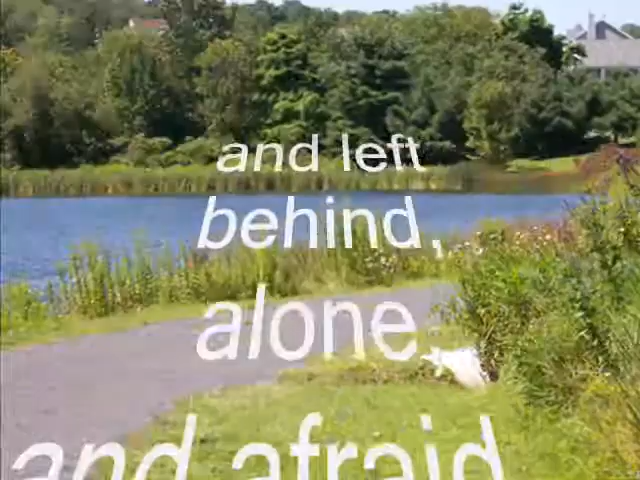 and left
behind,
alone.
and afraid.